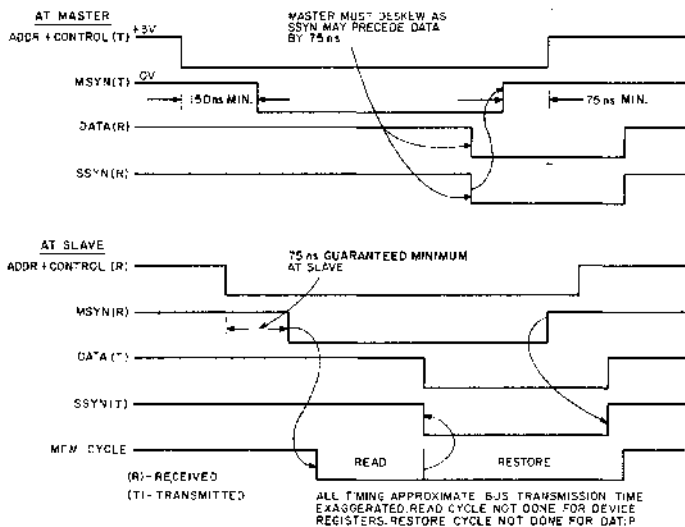 AT MASTER
ADDR + CONTROL (T) +3V
MASTER MUST DESKEW AS
SSYN MAY PRECEDE DATA
BY 75 ns
MSYN(T) 0V
150ns MIN.
75 ns MIN.
DATA(R)
SSYN(R)
AT SLAVE
ADDR + CONTROL (R)
75 ns GUARANTEED MINIMUM
AT SLAVE
MSYN(R)
DATA (T)
SSYN(T)
MEM CYCLE
READ
RESTORE
(R) - RECEIVED
(T) - TRANSMITTED
ALL TIMING APPROXIMATE BUS TRANSMISSION TIME
EXAGGERATED. READ CYCLE NOT DONE FOR DEVICE
REGISTERS. RESTORE CYCLE NOT DONE FOR DATIP